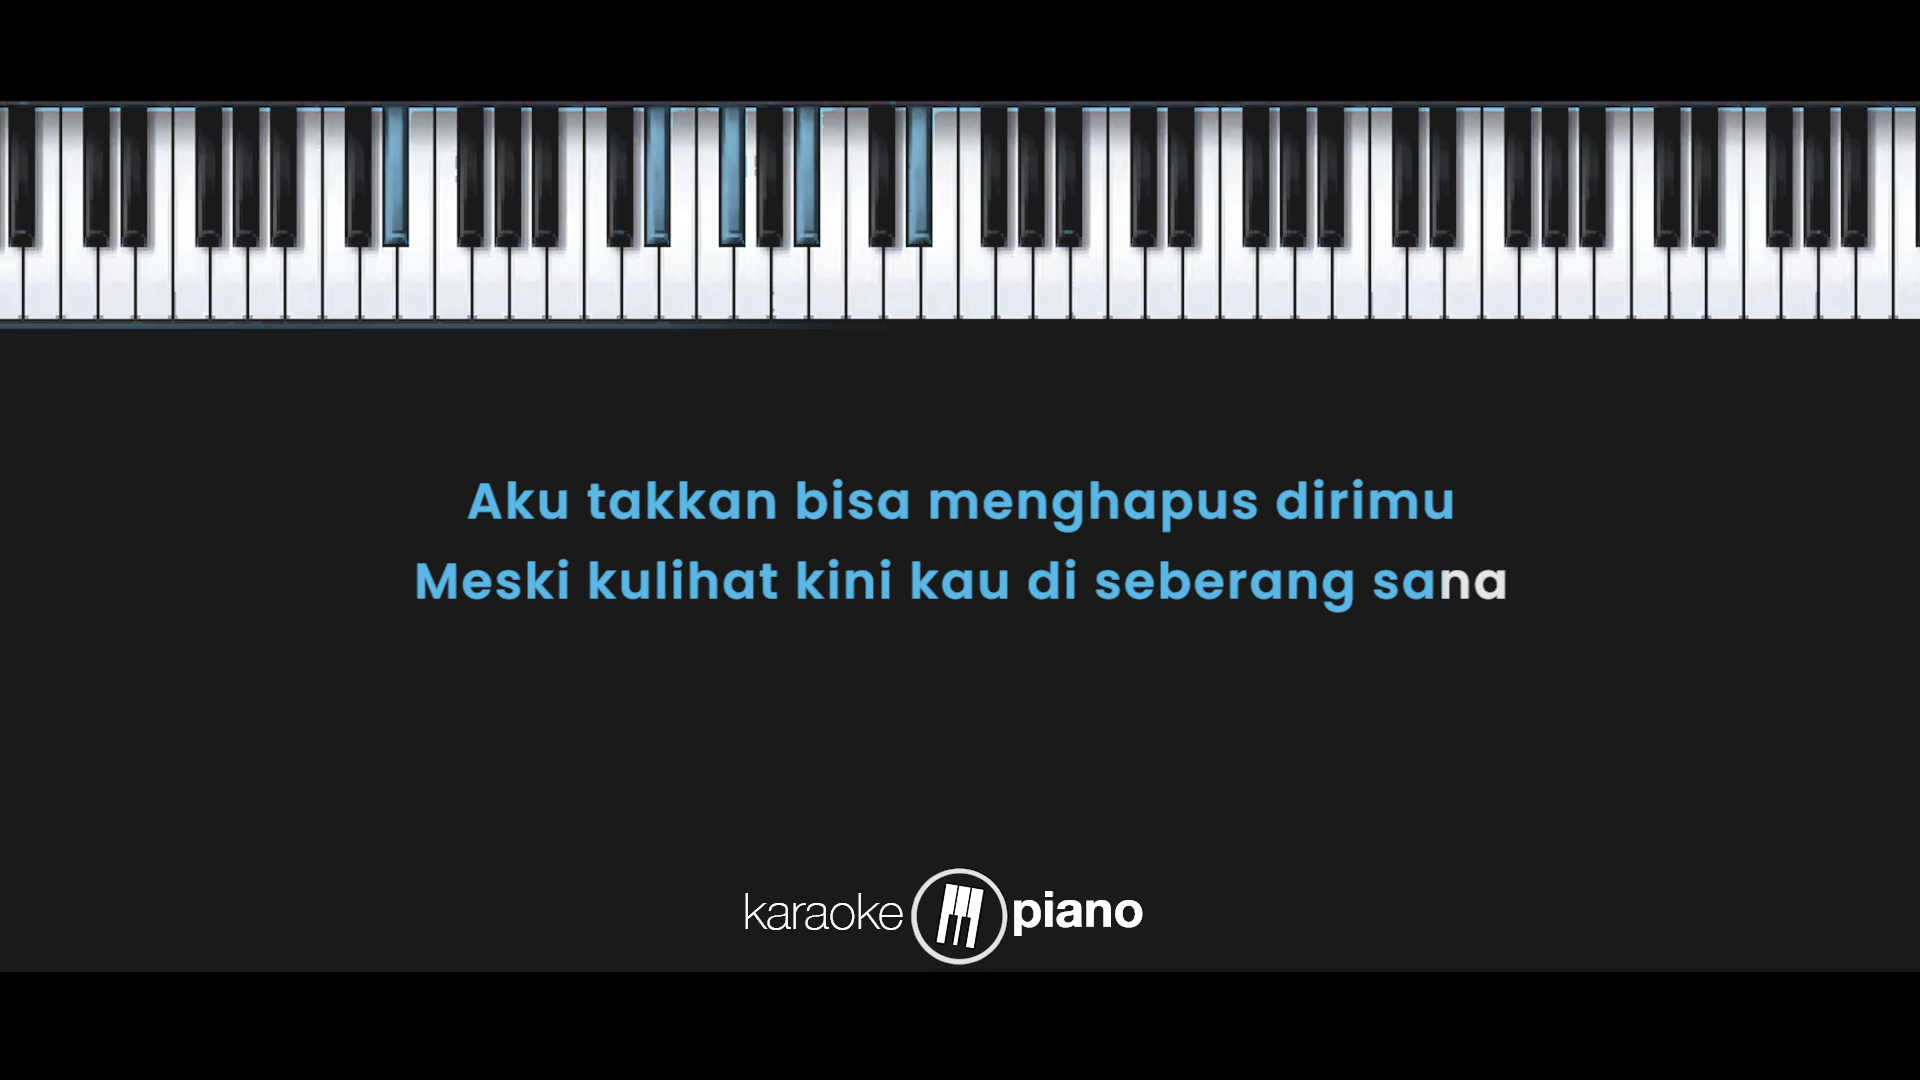 Aku takkan bisa menghapus dirimu
Meski kulihat kini kau di seberang sana
karaoke piano